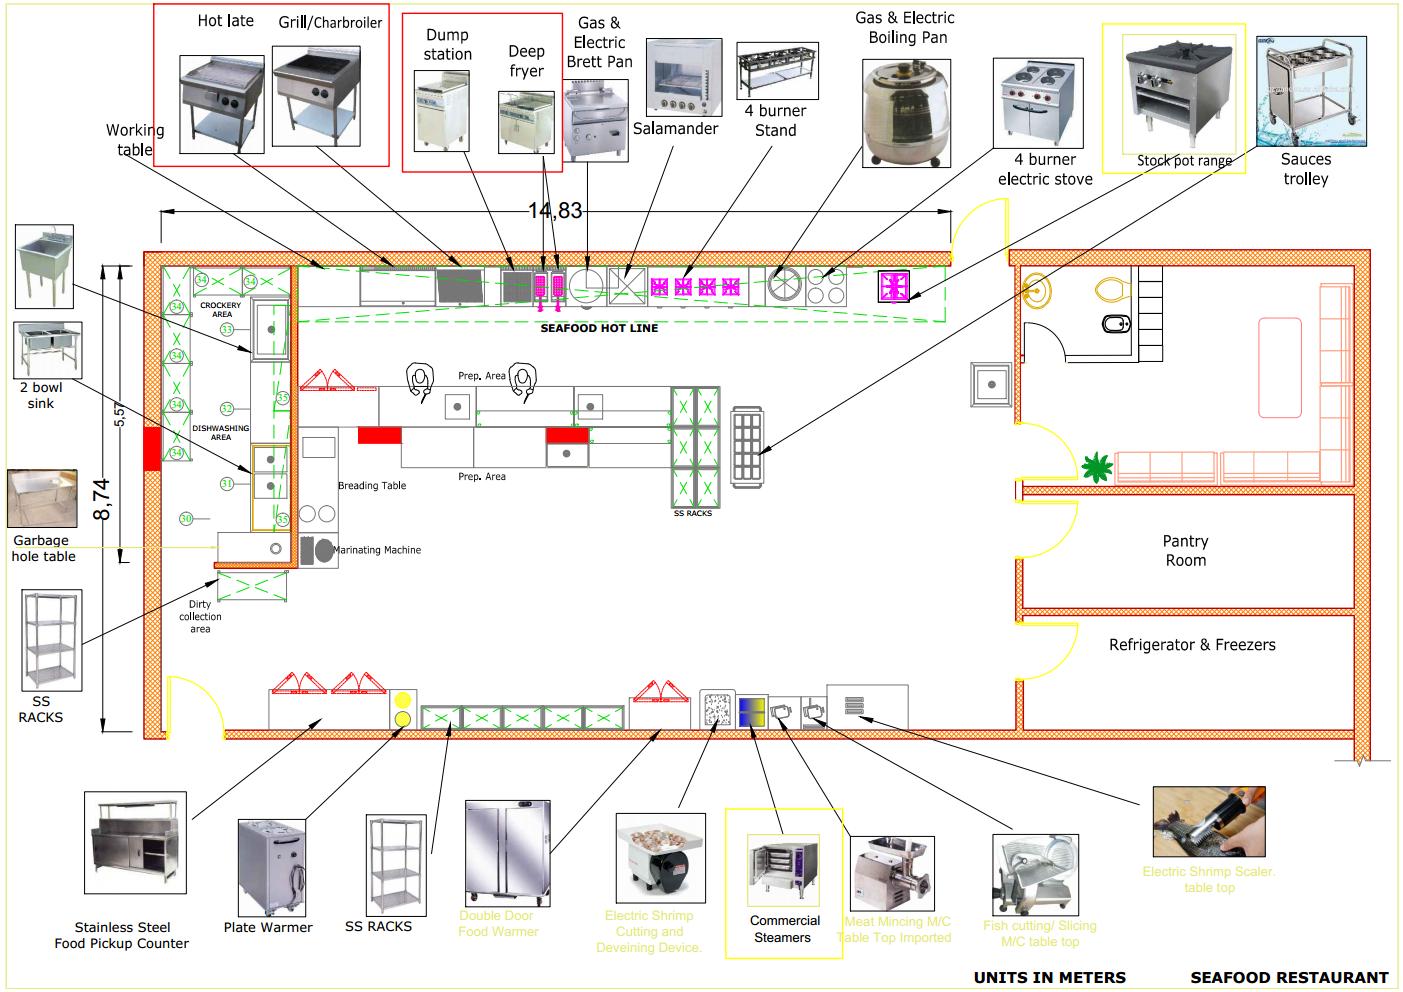 Hot late
Grill/Charbroiler
Dump
station
Deep
fryer
Gas &
Electric
Brett Pan
Salamander
4 burner
Stand
Gas & Electric
Boiling Pan
4 burner
electric stove
Stock pot range
Sauces
trolley
Working
table
14,83
34
34
34
CROCKERY
AREA
33
34
34
34
32
35
DISHWASHING
AREA
31
30
35
5,57
8,74
2 bowl
sink
Garbage
hole table
SS
RACKS
Dirty
collection
area
SEAFOOD HOT LINE
Prep. Area
Prep. Area
Breading Table
Marinating Machine
SS RACKS
Pantry
Room
Refrigerator & Freezers
Stainless Steel
Food Pickup Counter
Plate Warmer
SS RACKS
Double Door
Food Warmer
Electric Shrimp
Cutting and
Deveining Device.
Commercial
Steamers
Meat Mincing M/C
Table Top Imported
Fish cutting/ Slicing
M/C table top
Electric Shrimp Scaler.
table top
UNITS IN METERS
SEAFOOD RESTAURANT